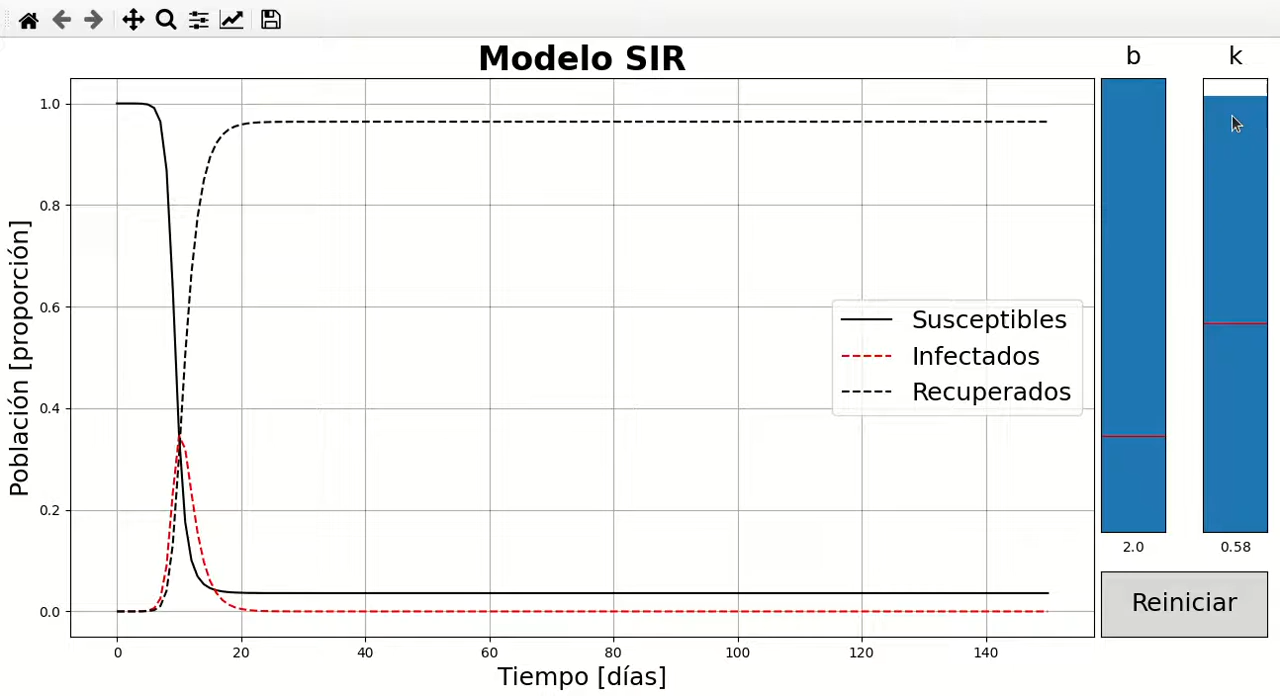 Modelo SIR
b
k
1.0
0.8
0.6
0.4
0.2
0.0
Población [proporción]
Susceptibles
Infectados
Recuperados
0
20
40
60
80
100
120
140
Tiempo [días]
2.0
0.58
Reiniciar